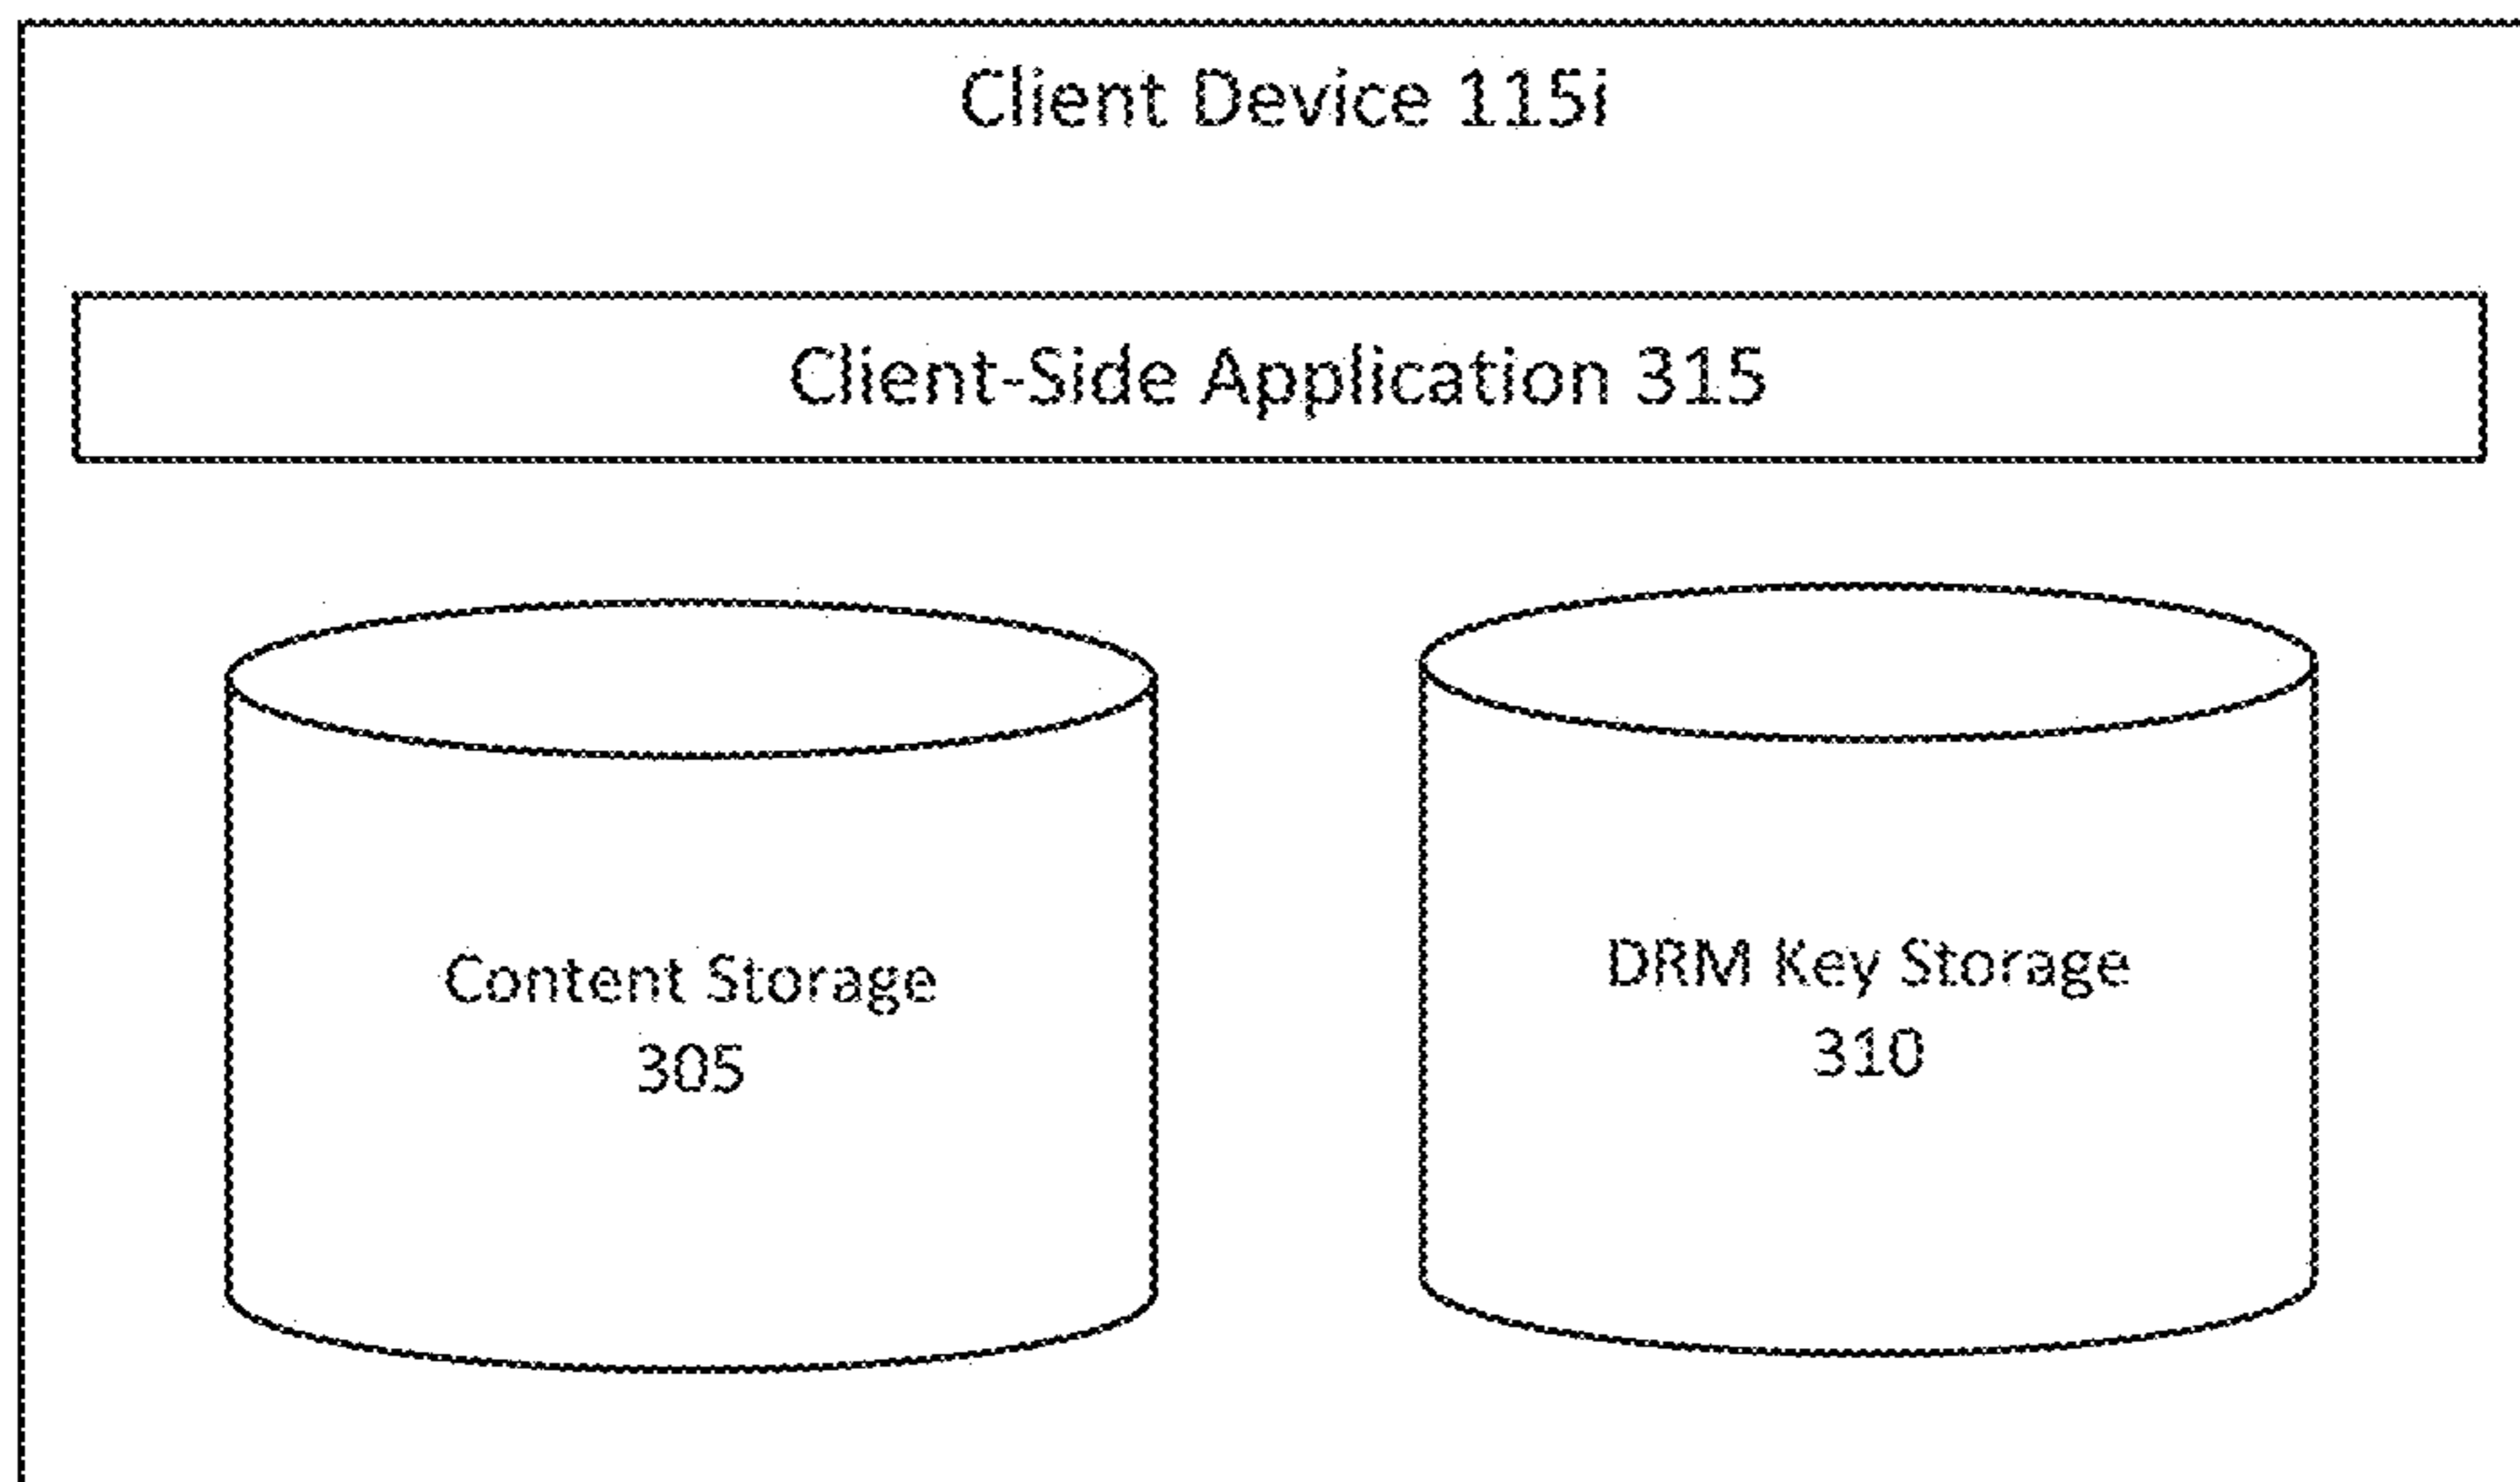 Client Device 115i
Client-Side Application 315
Content Storage
305
DRM Key Storage
310